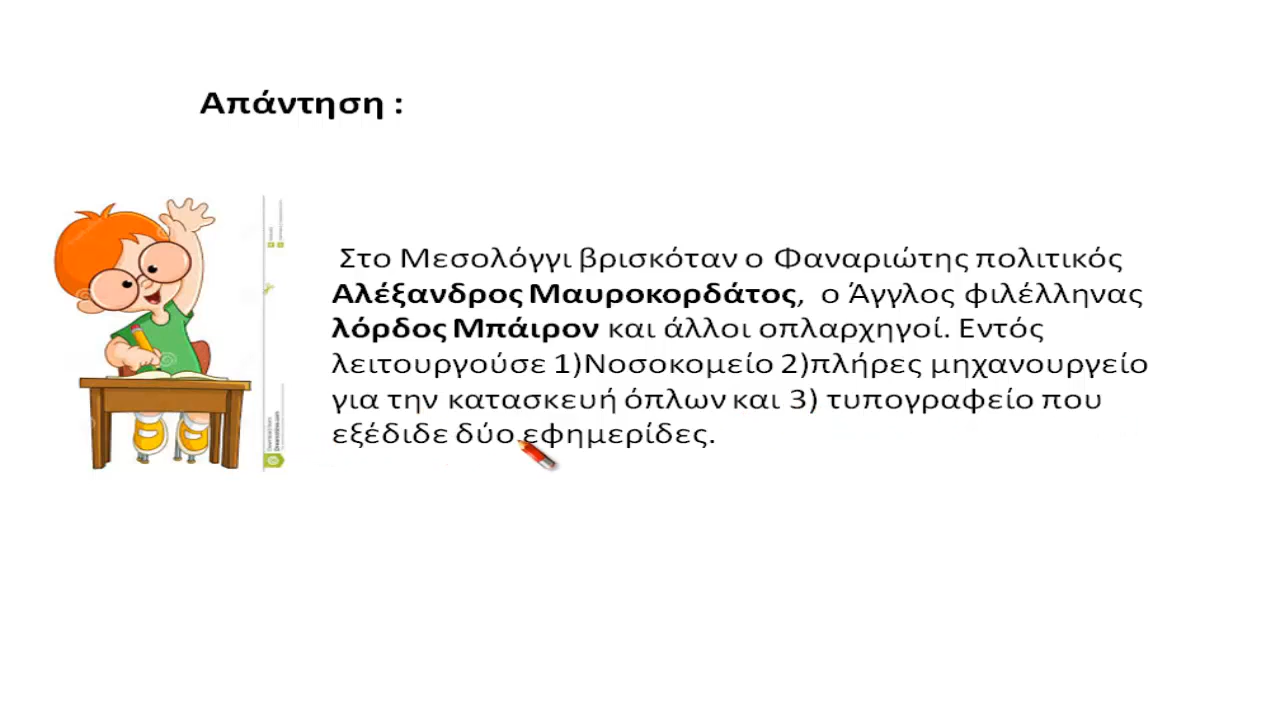 Απάντηση :
Στο Μεσολόγγι βρισκόταν ο Φαναριώτης πολιτικός
Αλέξανδρος Μαυροκορδάτος, ο Άγγλος φιλέλληνας
λόρδος Μπάιρον και άλλοι οπλαρχηγοί. Εντός
λειτουργούσε 1)Νοσοκομείο 2)πλήρες μηχανουργείο
για την κατασκευή όπλων και 3) τυπογραφείο που
εξέδιδε δύο εφημερίδες.